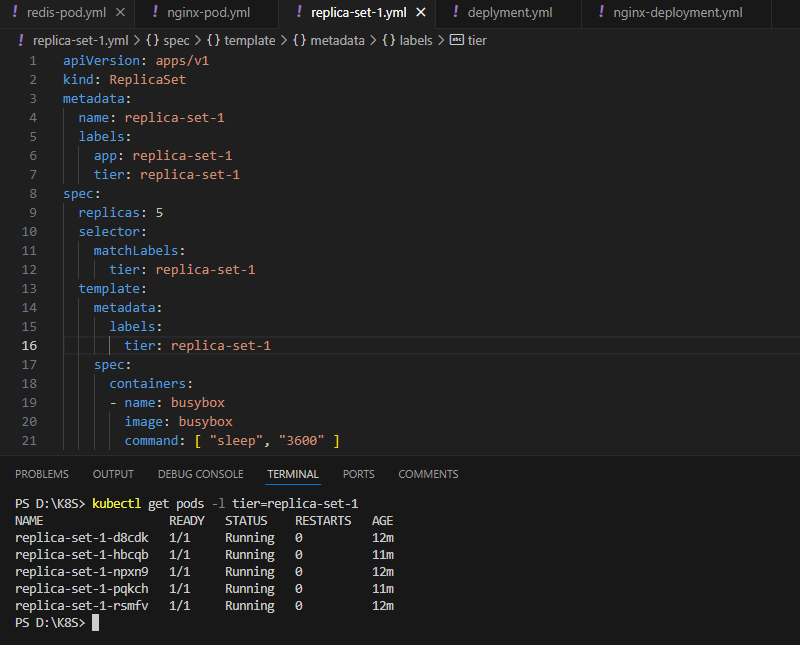 ! redis-pod.yml × ! nginx-pod.yml ! replica-set-1.yml × ! deplyment.yml ! nginx-deployment.yml
! replica-set-1.yml > {} spec > {} template > {} metadata > {} labels > abc tier
1 apiVersion: apps/v1
2 kind: ReplicaSet
3 metadata:
4 name: replica-set-1
5 labels:
6 app: replica-set-1
7 tier: replica-set-1
8 spec:
9 replicas: 5
10 selector:
11 matchLabels:
12 tier: replica-set-1
13 template:
14 metadata:
15 labels:
16 tier: replica-set-1
17 spec:
18 containers:
19 - name: busybox
20 image: busybox
21 command: [ "sleep", "3600" ]
PROBLEMS OUTPUT DEBUG CONSOLE TERMINAL PORTS COMMENTS
PS D:\K8S> kubectl get pods -l tier=replica-set-1
NAME READY STATUS RESTARTS AGE
replica-set-1-d8cdk 1/1 Running 0 12m
replica-set-1-hbcqb 1/1 Running 0 11m
replica-set-1-npxn9 1/1 Running 0 12m
replica-set-1-pqkch 1/1 Running 0 11m
replica-set-1-rsmfv 1/1 Running 0 12m
PS D:\K8S>